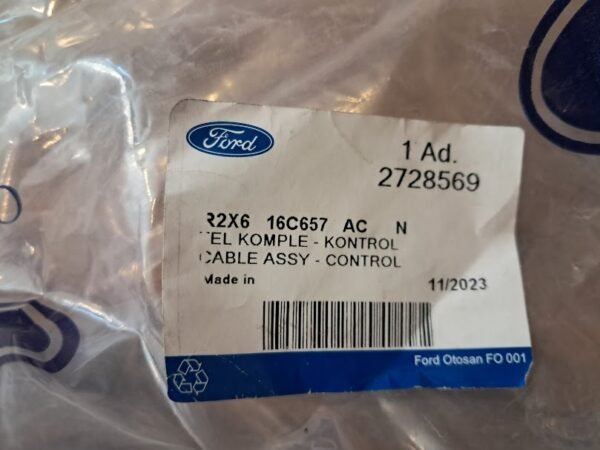 Ford
1 Ad.
2728569
R2X6 16C657 AC N
TEL KOMPLE - KONTROL
CABLE ASSY - CONTROL
Made in
11/2023
Ford Otosan FO 001